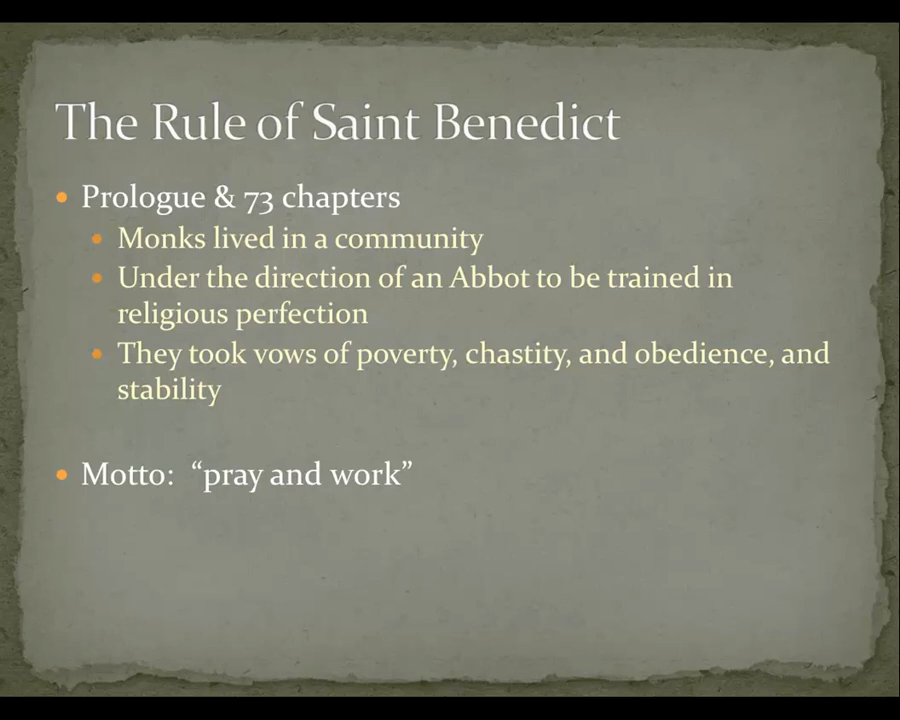 The Rule of Saint Benedict
• Prologue & 73 chapters
• Monks lived in a community
• Under the direction of an Abbot to be trained in
religious perfection
• They took vows of poverty, chastity, and obedience, and
stability
• Motto: “pray and work”